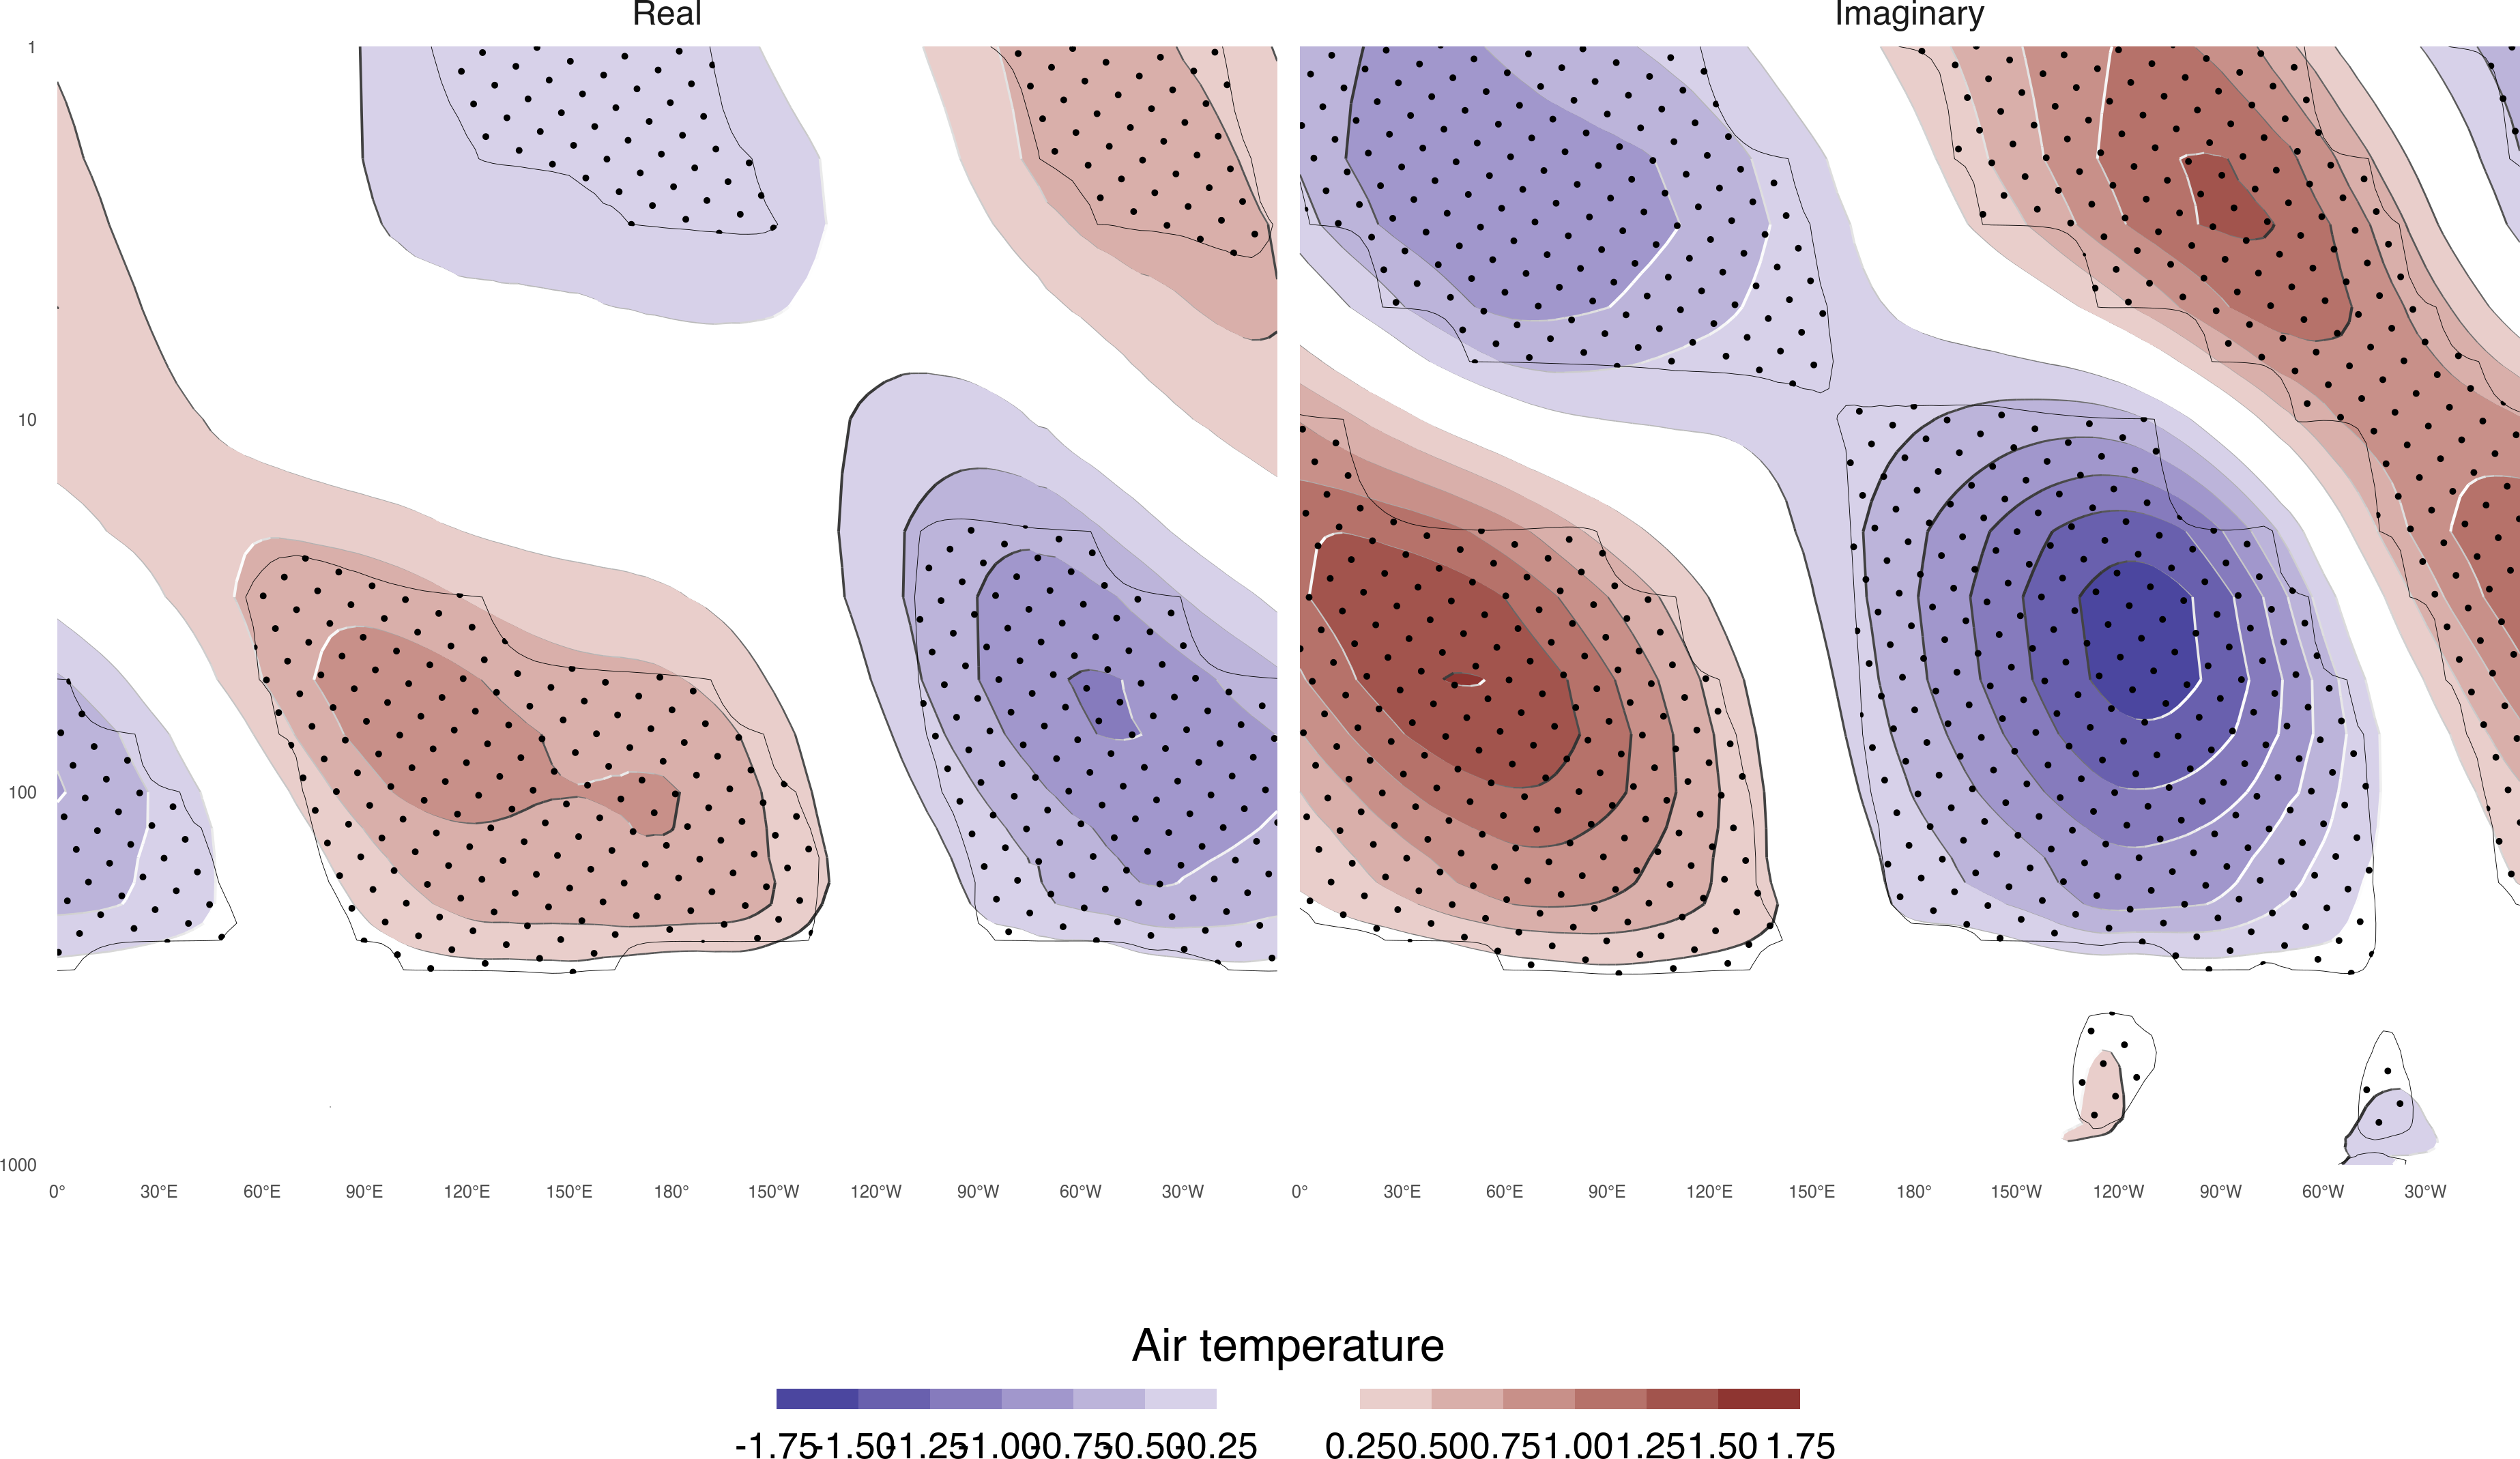 Real Imaginary
1
10
100
1000
0° 30°E 60°E 90°E 120°E 150°E 180° 150°W 120°W 90°W 60°W 30°W 0° 30°E 60°E 90°E 120°E 150°E 180° 150°W 120°W 90°W 60°W 30°W
Air temperature
-1.75 -1.50 -1.25 -1.00 -0.75 -0.50 -0.25 0.25 0.50 0.75 1.00 1.25 1.50 1.75